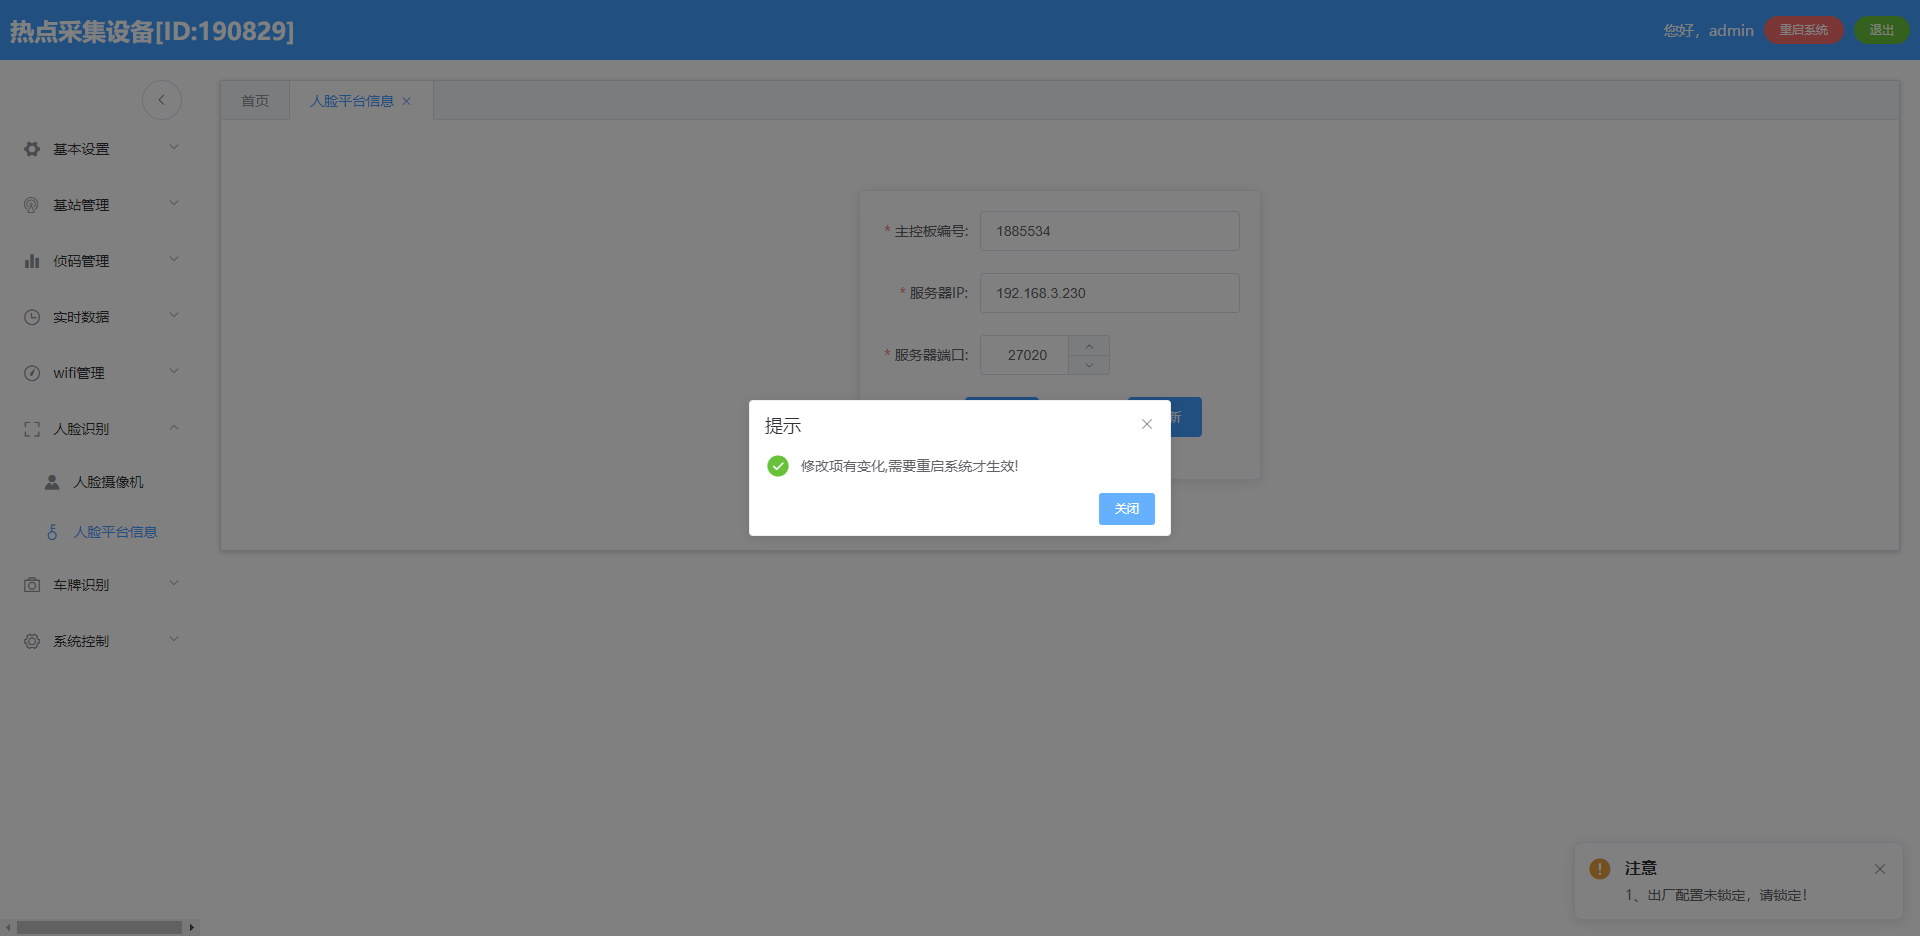 热点采集设备[ID:190829]
您好，admin
重启系统
退出
首页
人脸平台信息
基本设置
基站管理
侦码管理
实时数据
wifi管理
人脸识别
人脸摄像机
人脸平台信息
车牌识别
系统控制
* 主控板编号: 1885534
* 服务器IP: 192.168.3.230
* 服务器端口: 27020
新
提示
修改项有变化,需要重启系统才生效!
关闭
注意
1、出厂配置未锁定，请锁定！